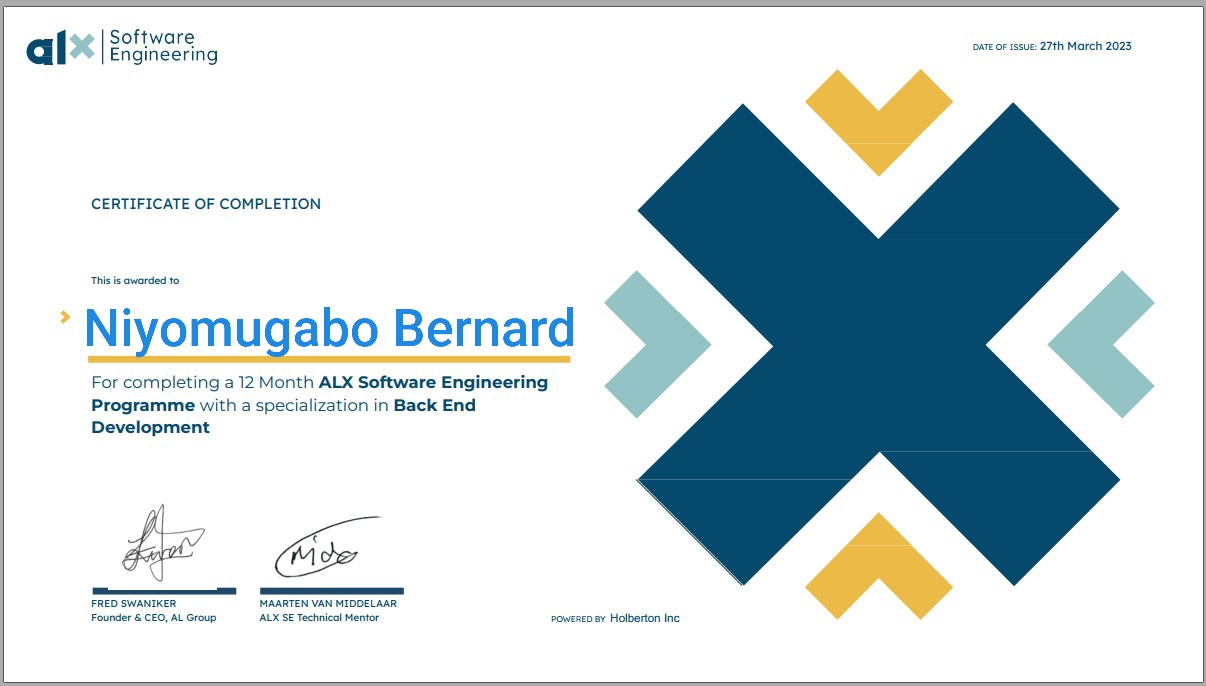 alx Software
Engineering
DATE OF ISSUE: 27th March 2023
CERTIFICATE OF COMPLETION
This is awarded to
Niyomugabo Bernard
For completing a 12 Month ALX Software Engineering
Programme with a specialization in Back End
Development
FRED SWANIKER
Founder & CEO, AL Group
MAARTEN VAN MIDDELAAR
ALX SE Technical Mentor
POWERED BY Holberton Inc